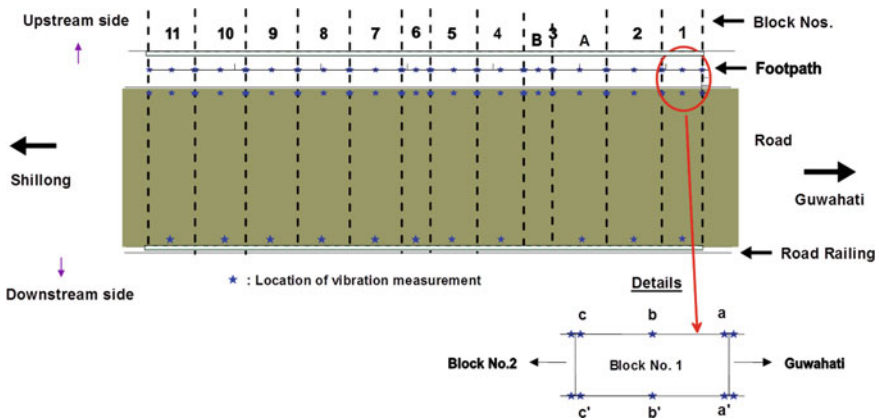 Upstream side
11 10 9 8 7 6 5 4 B 3 A 2 1
Block Nos.
Footpath
Road
Shillong
Guwahati
Road Railing
Downstream side
★ : Location of vibration measurement
Details
c b a
Block No.2 Block No. 1 Guwahati
c' b' a'